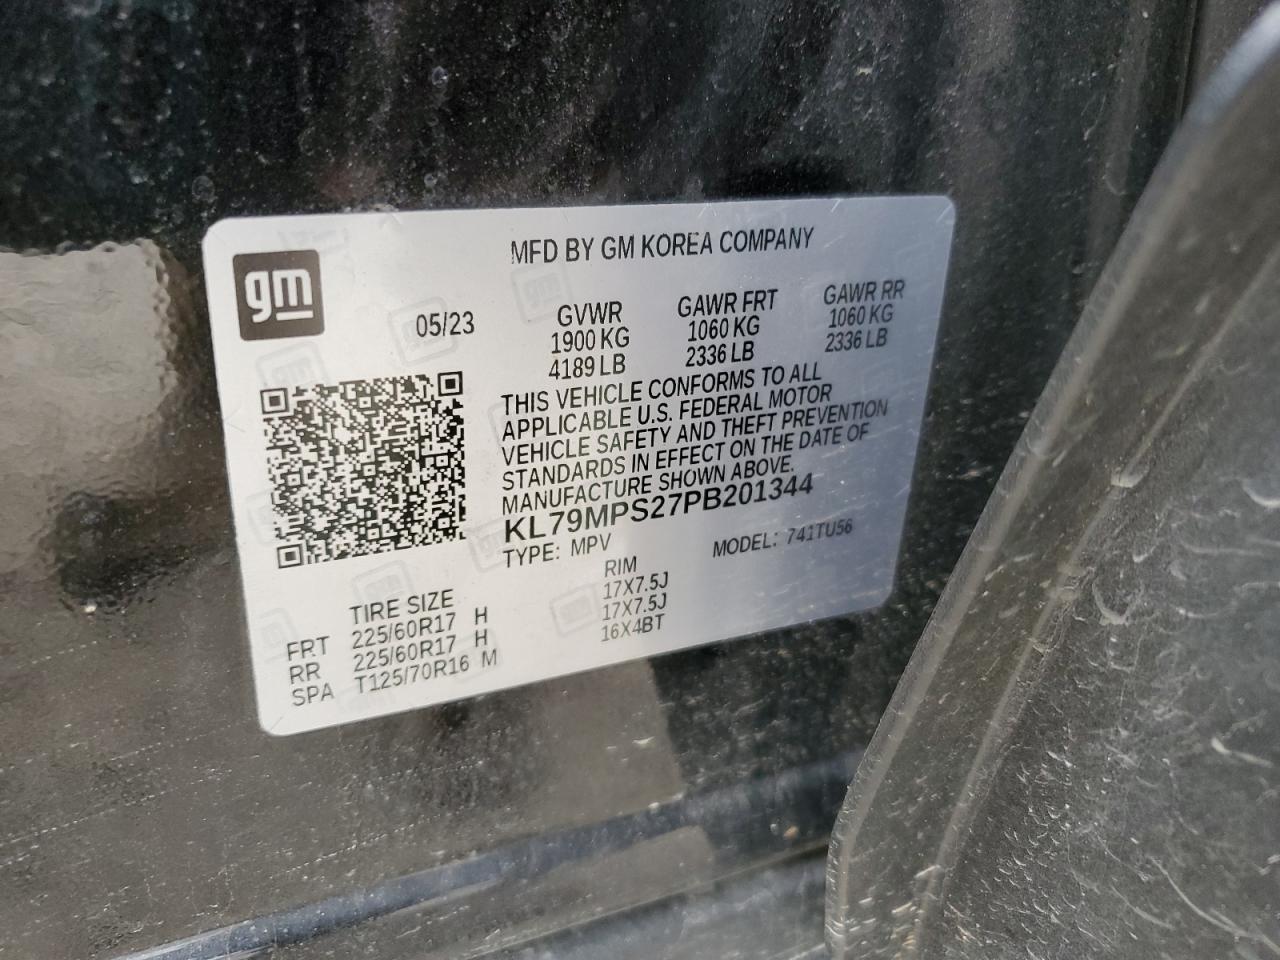 gm
MFD BY GM KOREA COMPANY
05/23
GVWR GAWR FRT GAWR RR
1900 KG 1060 KG 1060 KG
4189 LB 2336 LB 2336 LB
THIS VEHICLE CONFORMS TO ALL
APPLICABLE U.S. FEDERAL MOTOR
VEHICLE SAFETY AND THEFT PREVENTION
STANDARDS IN EFFECT ON THE DATE OF
MANUFACTURE SHOWN ABOVE.
KL79MPS27PB201344
TYPE: MPV MODEL: 741TU56
TIRE SIZE RIM
FRT 225/60R17 H 17X7.5J
RR 225/60R17 H 17X7.5J
SPA T125/70R16 M 16X4BT